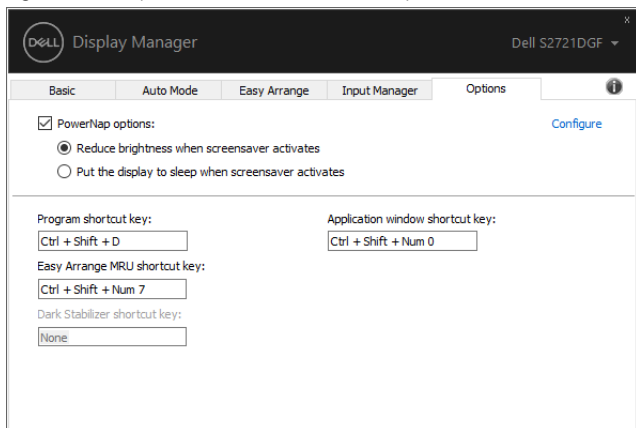 DELL Display Manager
Dell S2721DGF
Basic Auto Mode Easy Arrange Input Manager Options
PowerNap options:
Configure
Reduce brightness when screensaver activates
Put the display to sleep when screensaver activates
Program shortcut key:
Application window shortcut key:
Ctrl + Shift + D
Ctrl + Shift + Num 0
Easy Arrange MRU shortcut key:
Ctrl + Shift + Num 7
Dark Stabilizer shortcut key:
None